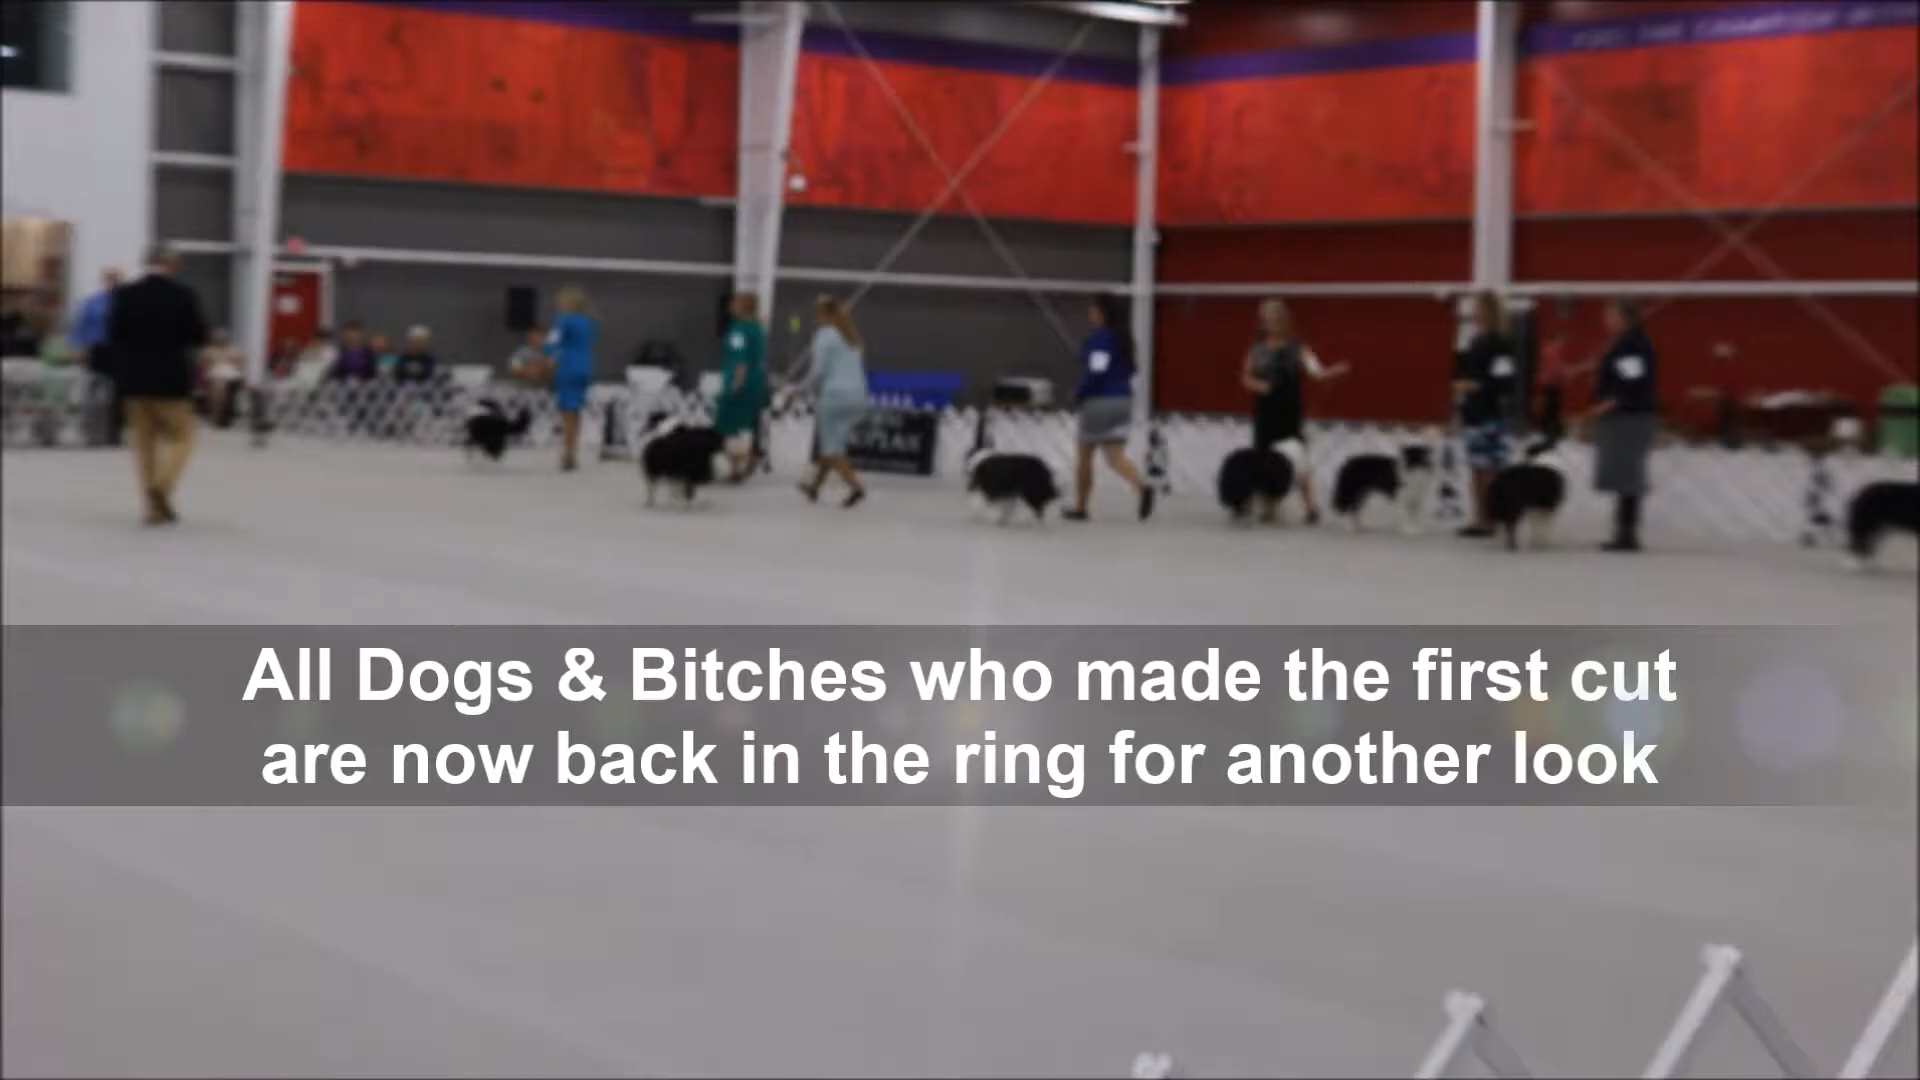 All Dogs & Bitches who made the first cut
are now back in the ring for another look